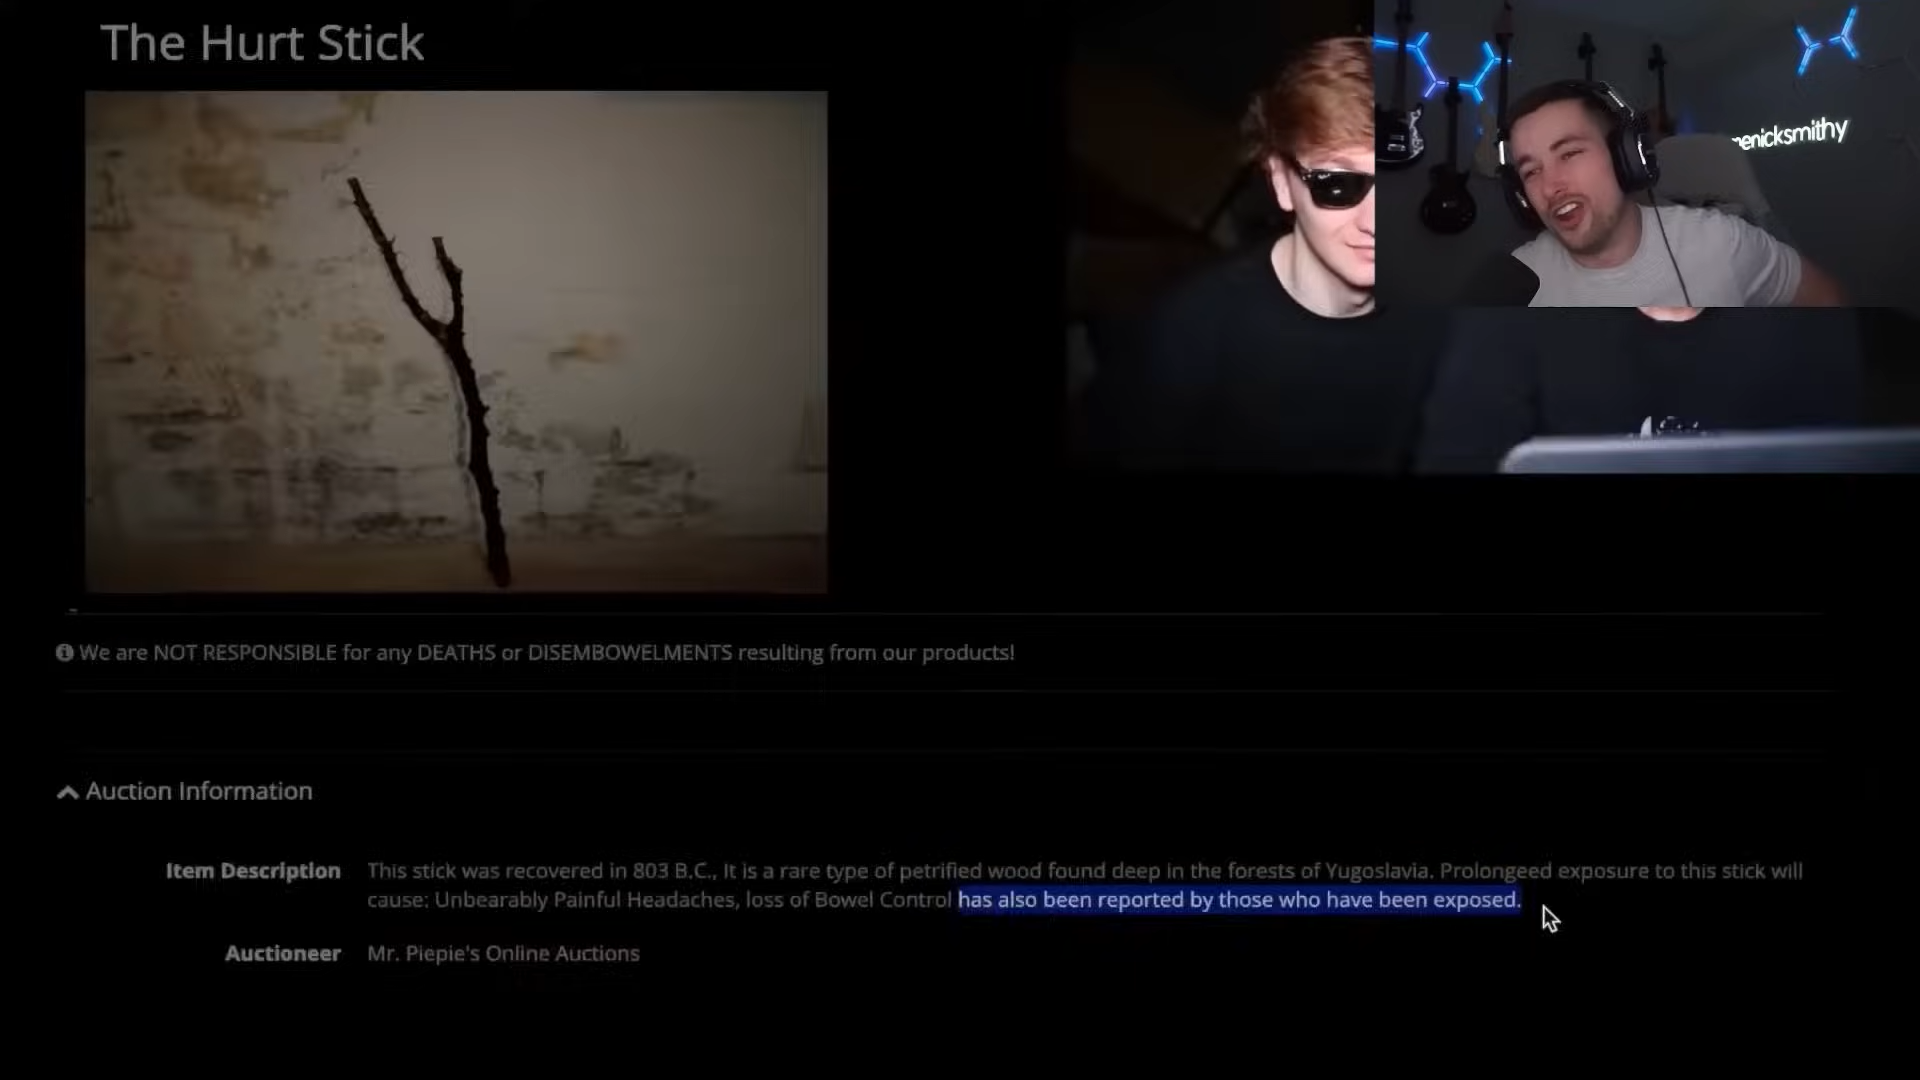 The Hurt Stick
enicksmithy
We are NOT RESPONSIBLE for any DEATHS or DISEMBOWELMENTS resulting from our products!
Auction Information
Item Description This stick was recovered in 803 B.C., It is a rare type of petrified wood found deep in the forests of Yugoslavia. Prolongeed exposure to this stick will
cause: Unbearably Painful Headaches, loss of Bowel Control has also been reported by those who have been exposed.
Auctioneer Mr. Piepie's Online Auctions